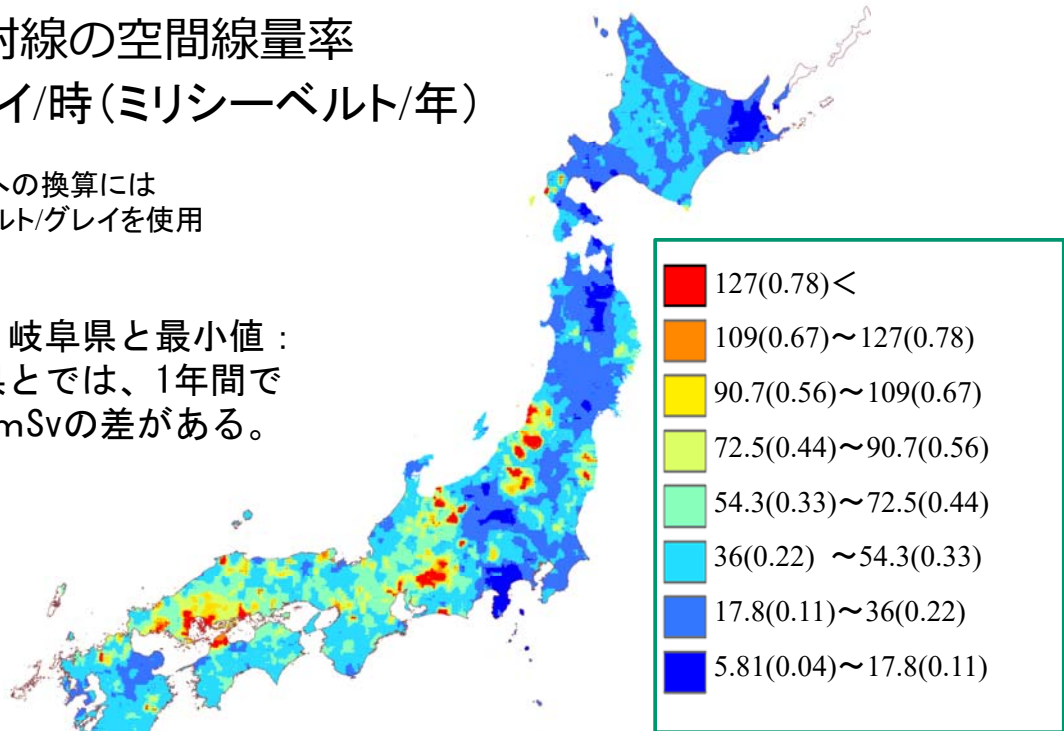 射線の空間線量率
イ/時(ミリシーベルト/年)
への換算には
ルト/グレイを使用
岐阜県と最小値：
県とでは、1年間で
mSvの差がある。
127(0.78)＜
109(0.67)～127(0.78)
90.7(0.56)～109(0.67)
72.5(0.44)～90.7(0.56)
54.3(0.33)～72.5(0.44)
36(0.22) ～54.3(0.33)
17.8(0.11)～36(0.22)
5.81(0.04)～17.8(0.11)